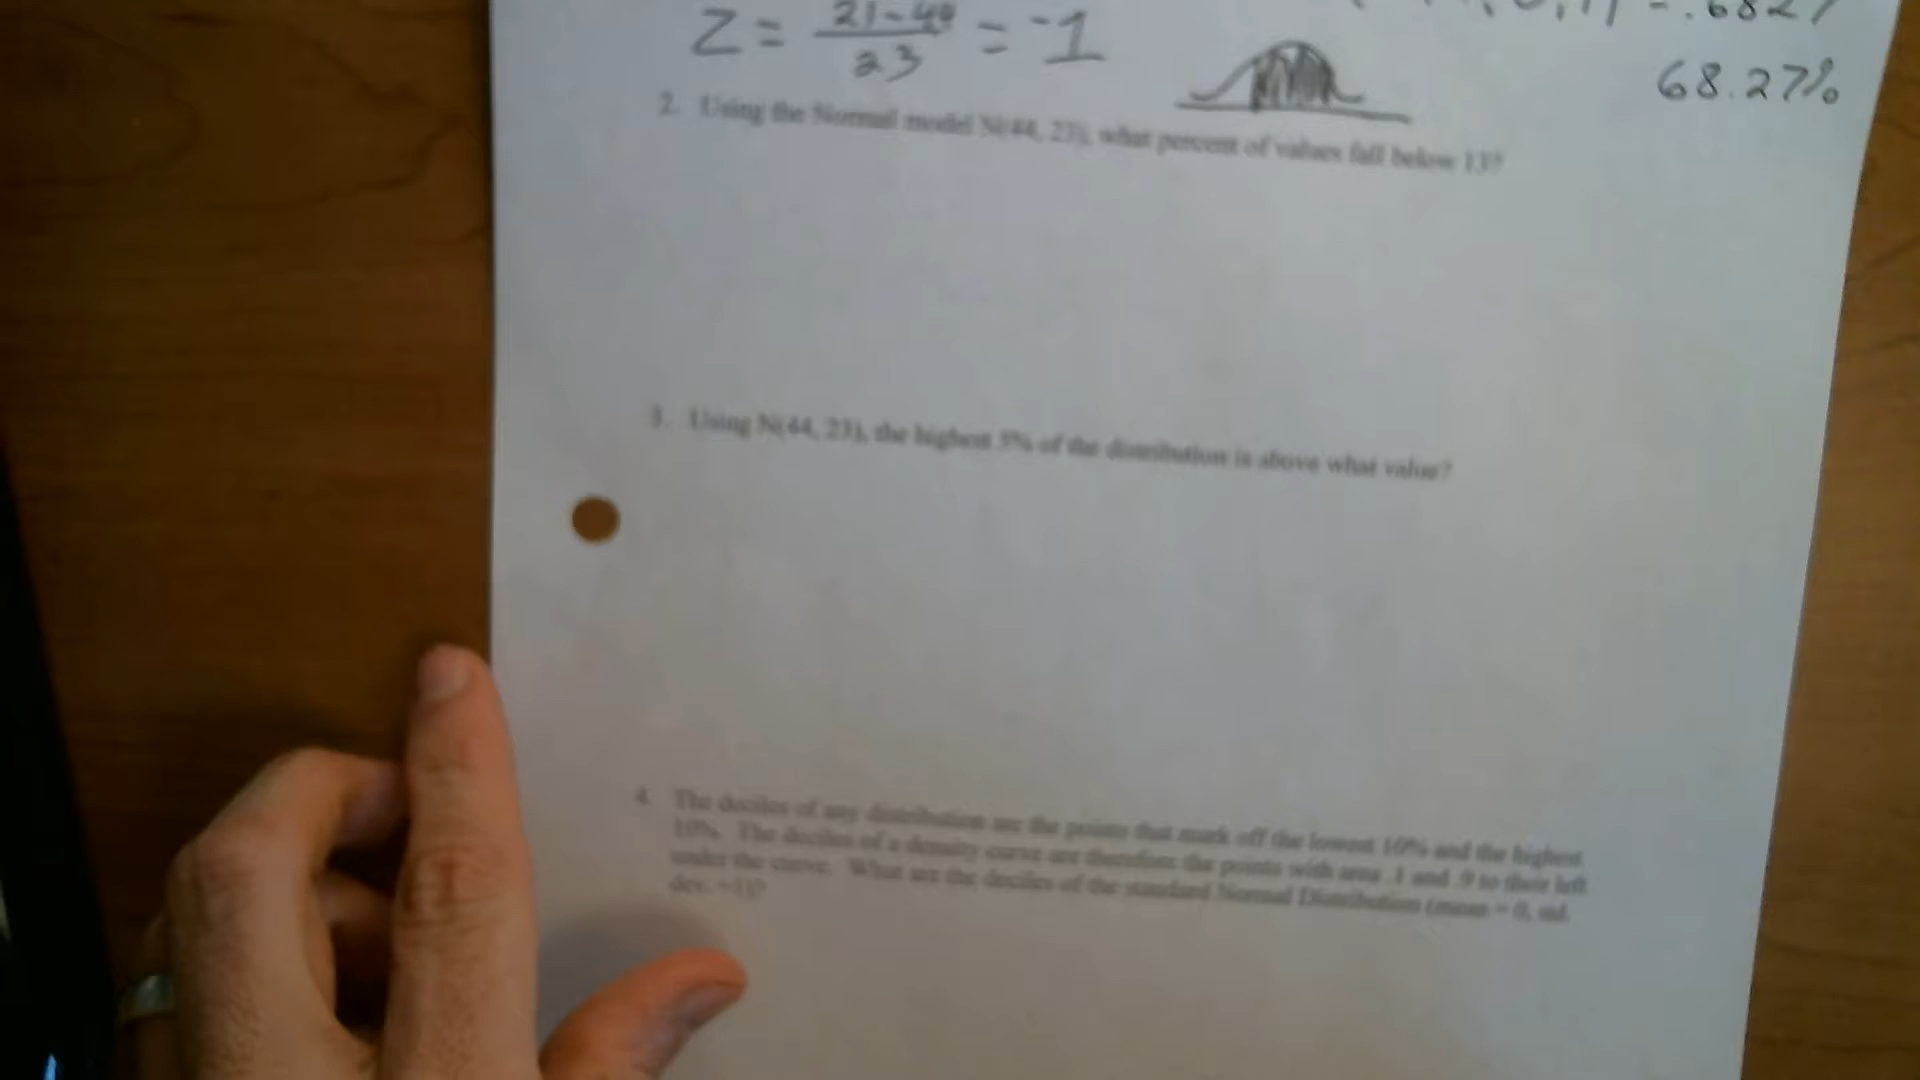 .6827
Z = 21-44 / 23 = -1
68.27%
2. Using the Normal model N(44, 23), what percent of values fall below 13?
3. Using N(44, 23), the highest 5% of the distribution is above what value?
4. The deciles of any distribution are the points that mark off the lowest 10% and the highest
10%. The deciles of a density curve are therefore the points with area .1 and .9 to their left
under the curve. What are the deciles of the standard Normal Distribution (mean = 0, std.
dev. =1)?